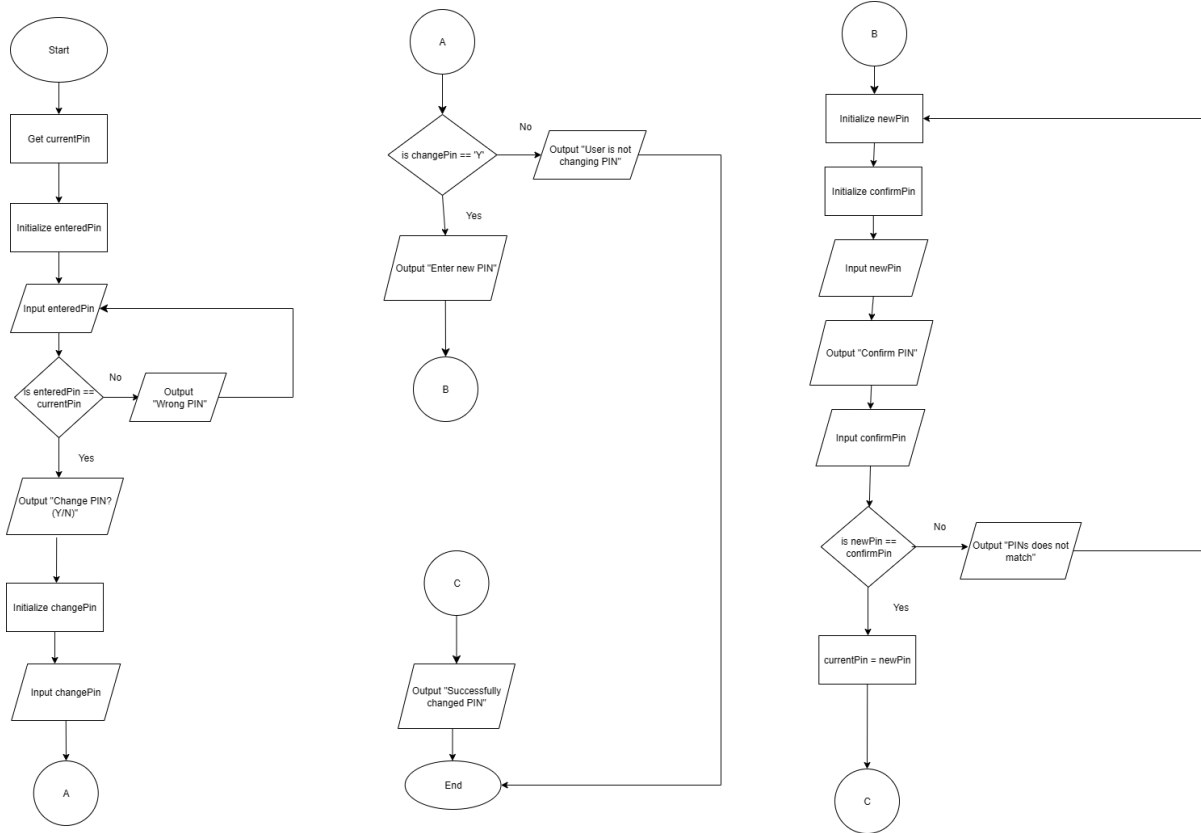 Start
Get currentPin
Initialize enteredPin
Input enteredPin
is enteredPin ==
currentPin
No
Output
"Wrong PIN"
Yes
Output "Change PIN?
(Y/N)"
Initialize changePin
Input changePin
A
A
is changePin == 'Y'
No
Output "User is not
changing PIN"
Yes
Output "Enter new PIN"
B
C
Output "Successfully
changed PIN"
End
B
Initialize newPin
Initialize confirmPin
Input newPin
Output "Confirm PIN"
Input confirmPin
is newPin ==
confirmPin
No
Output "PINs does not
match"
Yes
currentPin = newPin
C